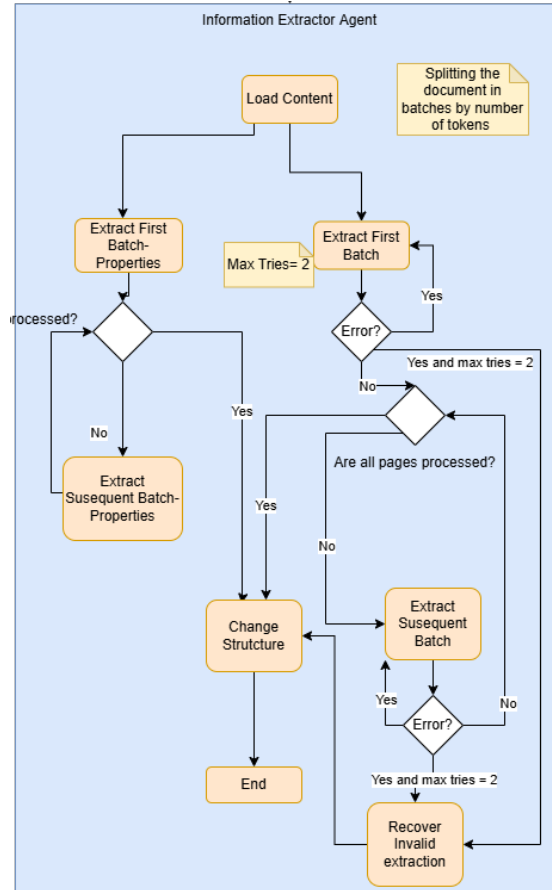 Information Extractor Agent
Load Content
Splitting the
document in
batches by number
of tokens
Extract First
Batch-
Properties
Extract First
Batch
Max Tries= 2
Yes
rocessed?
Error?
Yes and max tries = 2
No
Yes
No
Are all pages processed?
Extract
Susequent Batch-
Properties
Yes
No
Change
Strutcture
Extract
Susequent
Batch
Yes
Error?
No
Yes and max tries = 2
End
Recover
Invalid
extraction